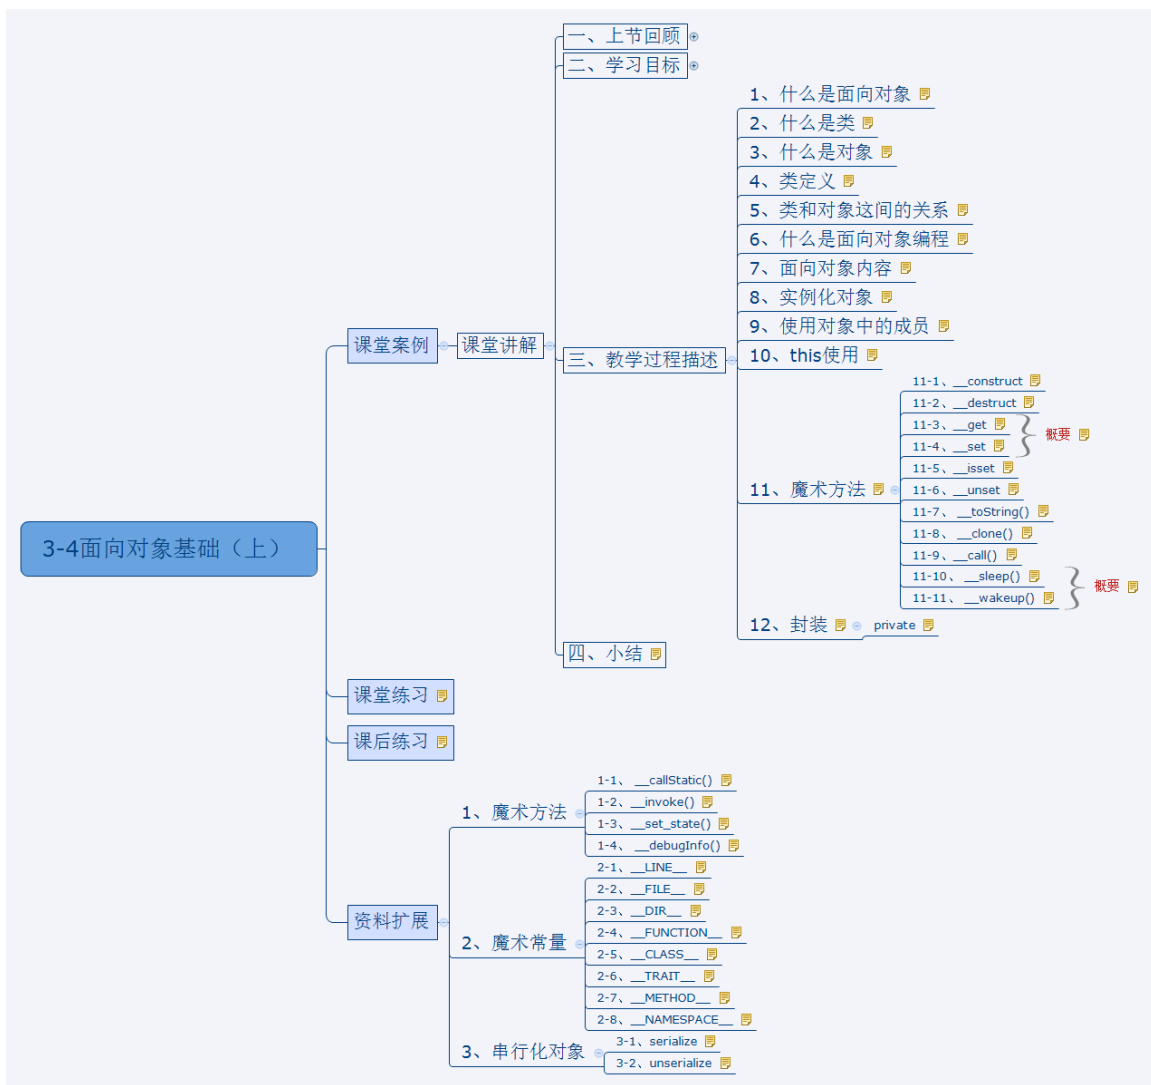 3-4面向对象基础（上）
课堂案例
课堂讲解
一、上节回顾
二、学习目标
三、教学过程描述
1、什么是面向对象
2、什么是类
3、什么是对象
4、类定义
5、类和对象这间的关系
6、什么是面向对象编程
7、面向对象内容
8、实例化对象
9、使用对象中的成员
10、this使用
11、魔术方法
11-1、__construct
11-2、__destruct
11-3、__get
11-4、__set
概要
11-5、__isset
11-6、__unset
11-7、 __toString()
11-8、 __clone()
11-9、 __call()
11-10、 __sleep()
11-11、 __wakeup()
概要
12、封装
private
四、小结
课堂练习
课后练习
资料扩展
1、魔术方法
1-1、 __callStatic()
1-2、 __invoke()
1-3、 __set_state()
1-4、 __debugInfo()
2、魔术常量
2-1、__LINE__
2-2、__FILE__
2-3、__DIR__
2-4、__FUNCTION__
2-5、__CLASS__
2-6、__TRAIT__
2-7、__METHOD__
2-8、__NAMESPACE__
3、串行化对象
3-1、serialize
3-2、unserialize